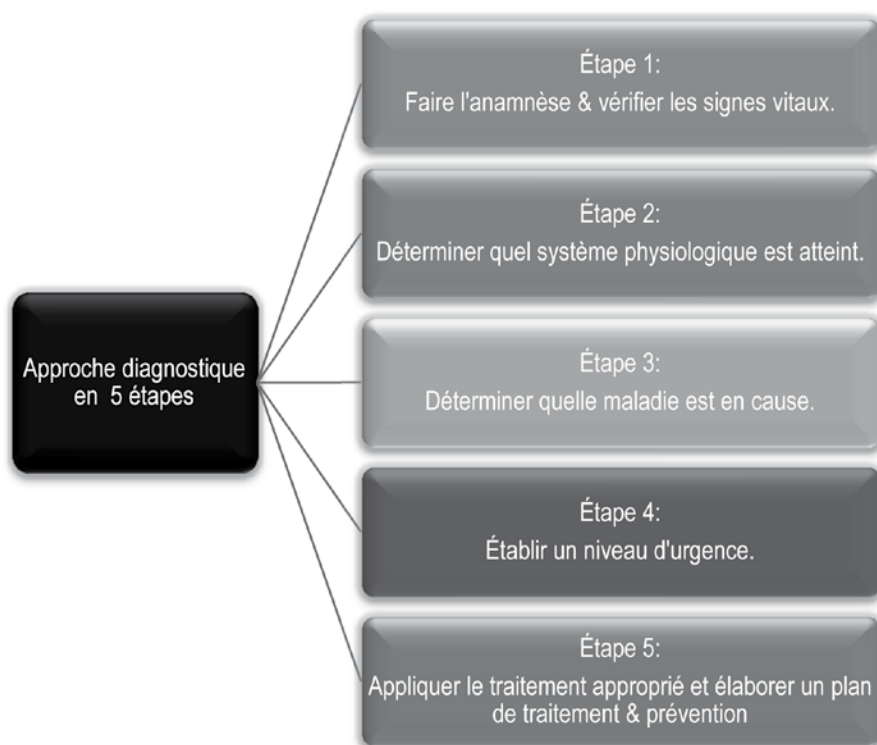 Étape 1:
Faire l'anamnèse & vérifier les signes vitaux.
Étape 2:
Déterminer quel système physiologique est atteint.
Approche diagnostique
en 5 étapes
Étape 3:
Déterminer quelle maladie est en cause.
Étape 4:
Établir un niveau d'urgence.
Étape 5:
Appliquer le traitement approprié et élaborer un plan
de traitement & prévention